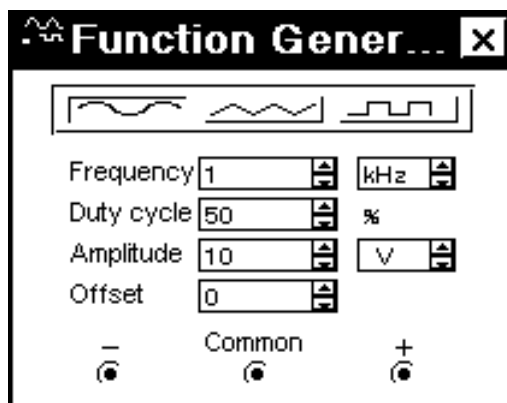 Function Gener...
Frequency 1 kHz
Duty cycle 50 %
Amplitude 10 V
Offset 0
− Common +